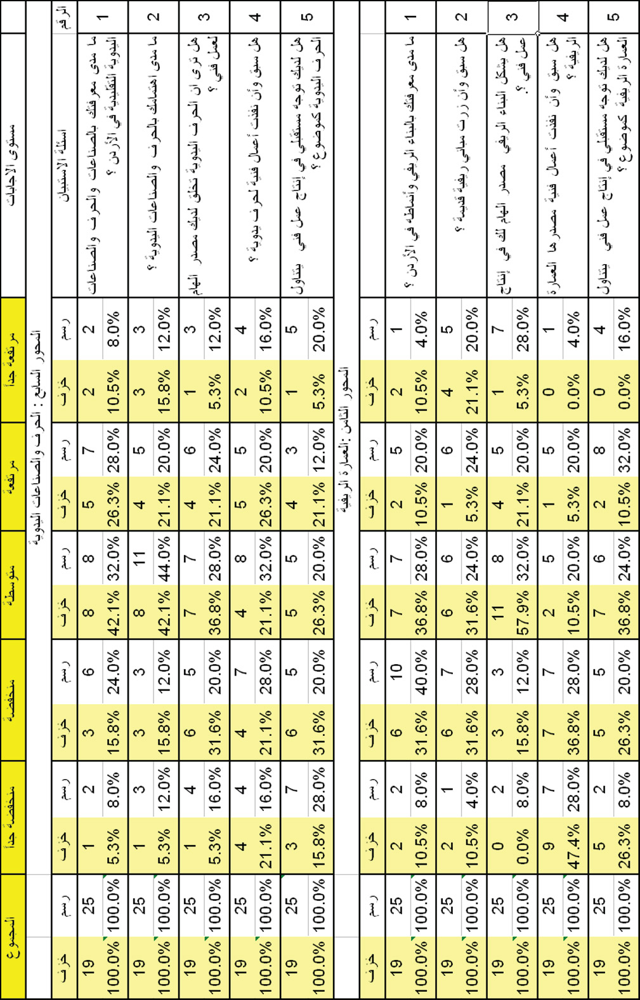 مستوى الاجابات مرتفعة جداً مرتفعة متوسطة منخفضة منخفضة جداً المجموع
المحور السابع : الحرف والصناعات اليدوية
الرقم اسئلة الاستبيان رسم خزف رسم خزف رسم خزف رسم خزف رسم خزف رسم خزف
1 ما مدى معرفتك بالصناعات والحرف والصناعات 2 2 7 5 8 8 6 3 2 1 25 19
اليدوية التقليدية في الأردن ؟ 8.0% 10.5% 28.0% 26.3% 32.0% 42.1% 24.0% 15.8% 8.0% 5.3% 100.0% 100.0%
2 ما مدى اهتمامك بالحرف والصناعات اليدوية ؟ 3 3 5 4 11 8 3 3 3 1 25 19
12.0% 15.8% 20.0% 21.1% 44.0% 42.1% 12.0% 15.8% 12.0% 5.3% 100.0% 100.0%
3 هل ترى ان الحرف اليدوية تخلق لديك مصدر الهام 3 1 6 4 7 7 5 6 4 1 25 19
لعمل فني ؟ 12.0% 5.3% 24.0% 21.1% 28.0% 36.8% 20.0% 31.6% 16.0% 5.3% 100.0% 100.0%
4 هل سبق وأن نفذت أعمال فنية لحرف يدوية ؟ 4 2 5 5 8 4 7 4 4 4 25 19
16.0% 10.5% 20.0% 26.3% 32.0% 21.1% 28.0% 21.1% 16.0% 21.1% 100.0% 100.0%
5 هل لديك توجه مستقبلي في إنتاج عمل فني يتناول 5 1 3 4 5 5 5 6 7 3 25 19
الحرف اليدوية كموضوع ؟ 20.0% 5.3% 12.0% 21.1% 20.0% 26.3% 20.0% 31.6% 28.0% 15.8% 100.0% 100.0%
المحور الثامن :العمارة الريفية
رسم خزف رسم خزف رسم خزف رسم خزف رسم خزف رسم خزف
1 ما مدى معرفتك بالبناء الريفي وأنماطه في الأردن ؟ 1 2 5 2 7 7 10 6 2 2 25 19
4.0% 10.5% 20.0% 10.5% 28.0% 36.8% 40.0% 31.6% 8.0% 10.5% 100.0% 100.0%
2 هل سبق وأن زرت مباني ريفية قديمة ؟ 5 4 6 1 6 6 7 6 1 2 25 19
20.0% 21.1% 24.0% 5.3% 24.0% 31.6% 28.0% 31.6% 4.0% 10.5% 100.0% 100.0%
3 هل يشكل البناء الريفي مصدر الهام لك في إنتاج 7 1 5 4 8 11 3 3 2 0 25 19
عمل فني ؟. 28.0% 5.3% 20.0% 21.1% 32.0% 57.9% 12.0% 15.8% 8.0% 0.0% 100.0% 100.0%
4 هل سبق وأن نفذت أعمال فنية مصدرها العمارة 1 0 5 1 5 2 7 7 7 9 25 19
الريفية ؟ 4.0% 0.0% 20.0% 5.3% 20.0% 10.5% 28.0% 36.8% 28.0% 47.4% 100.0% 100.0%
5 هل لديك توجه مستقبلي في إنتاج عمل فني يتناول 4 0 8 2 6 7 5 5 2 5 25 19
العمارة الريفية كموضوع ؟ 16.0% 0.0% 32.0% 10.5% 24.0% 36.8% 20.0% 26.3% 8.0% 26.3% 100.0% 100.0%